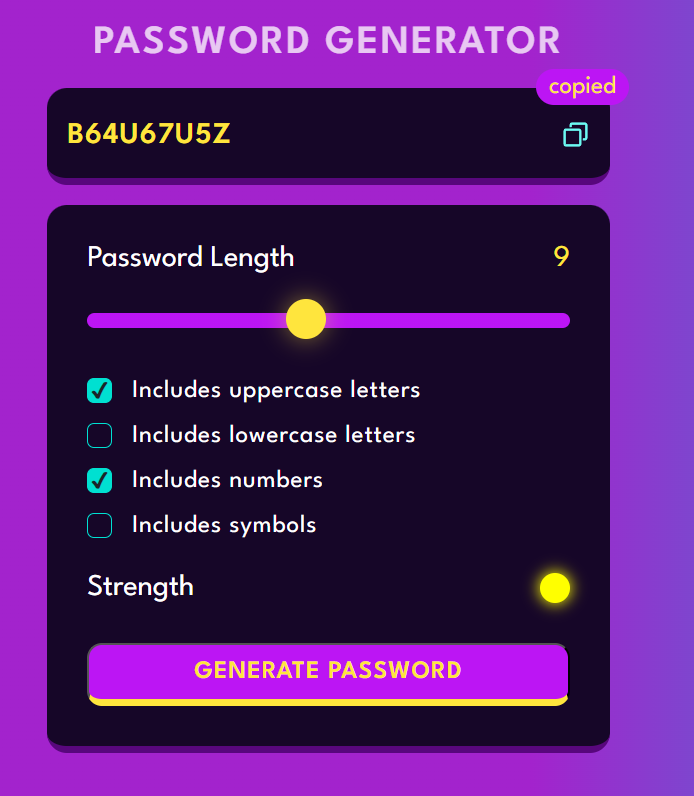 PASSWORD GENERATOR
copied
B64U67U5Z
Password Length 9
Includes uppercase letters
Includes lowercase letters
Includes numbers
Includes symbols
Strength
GENERATE PASSWORD